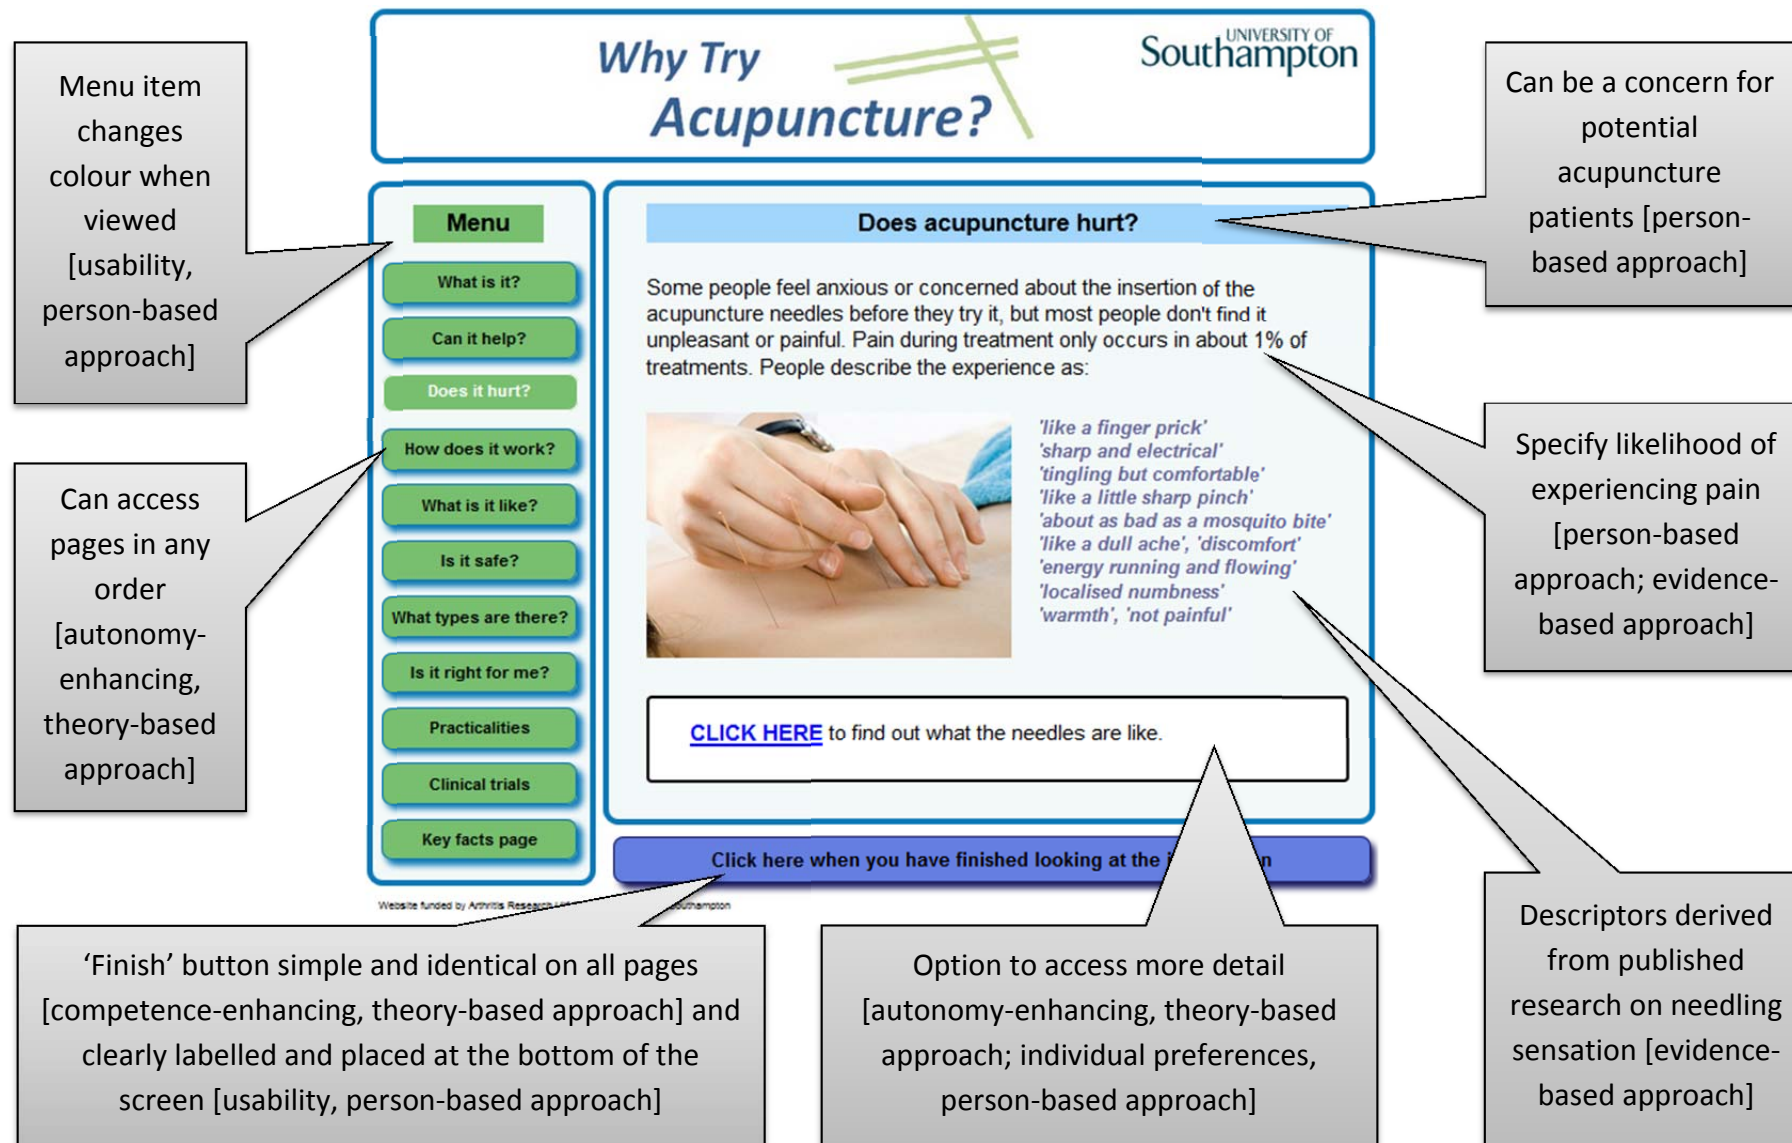 Why Try
Acupuncture?
UNIVERSITY OF
Southampton
Menu item
changes
colour when
viewed
[usability,
person-based
approach]
Can access
pages in any
order
[autonomy-
enhancing,
theory-based
approach]
Menu
What is it?
Can it help?
Does it hurt?
How does it work?
What is it like?
Is it safe?
What types are there?
Is it right for me?
Practicalities
Clinical trials
Key facts page
Does acupuncture hurt?
Some people feel anxious or concerned about the insertion of the
acupuncture needles before they try it, but most people don't find it
unpleasant or painful. Pain during treatment only occurs in about 1% of
treatments. People describe the experience as:
'like a finger prick'
'sharp and electrical'
'tingling but comfortable'
'like a little sharp pinch'
'about as bad as a mosquito bite'
'like a dull ache', 'discomfort'
'energy running and flowing'
'localised numbness'
'warmth', 'not painful'
CLICK HERE to find out what the needles are like.
Click here when you have finished looking at the
Website funded by Arthritis Research Southampton
Can be a concern for
potential
acupuncture
patients [person-
based approach]
Specify likelihood of
experiencing pain
[person-based
approach; evidence-
based approach]
Descriptors derived
from published
research on needling
sensation [evidence-
based approach]
‘Finish’ button simple and identical on all pages
[competence-enhancing, theory-based approach] and
clearly labelled and placed at the bottom of the
screen [usability, person-based approach]
Option to access more detail
[autonomy-enhancing, theory-based
approach; individual preferences,
person-based approach]